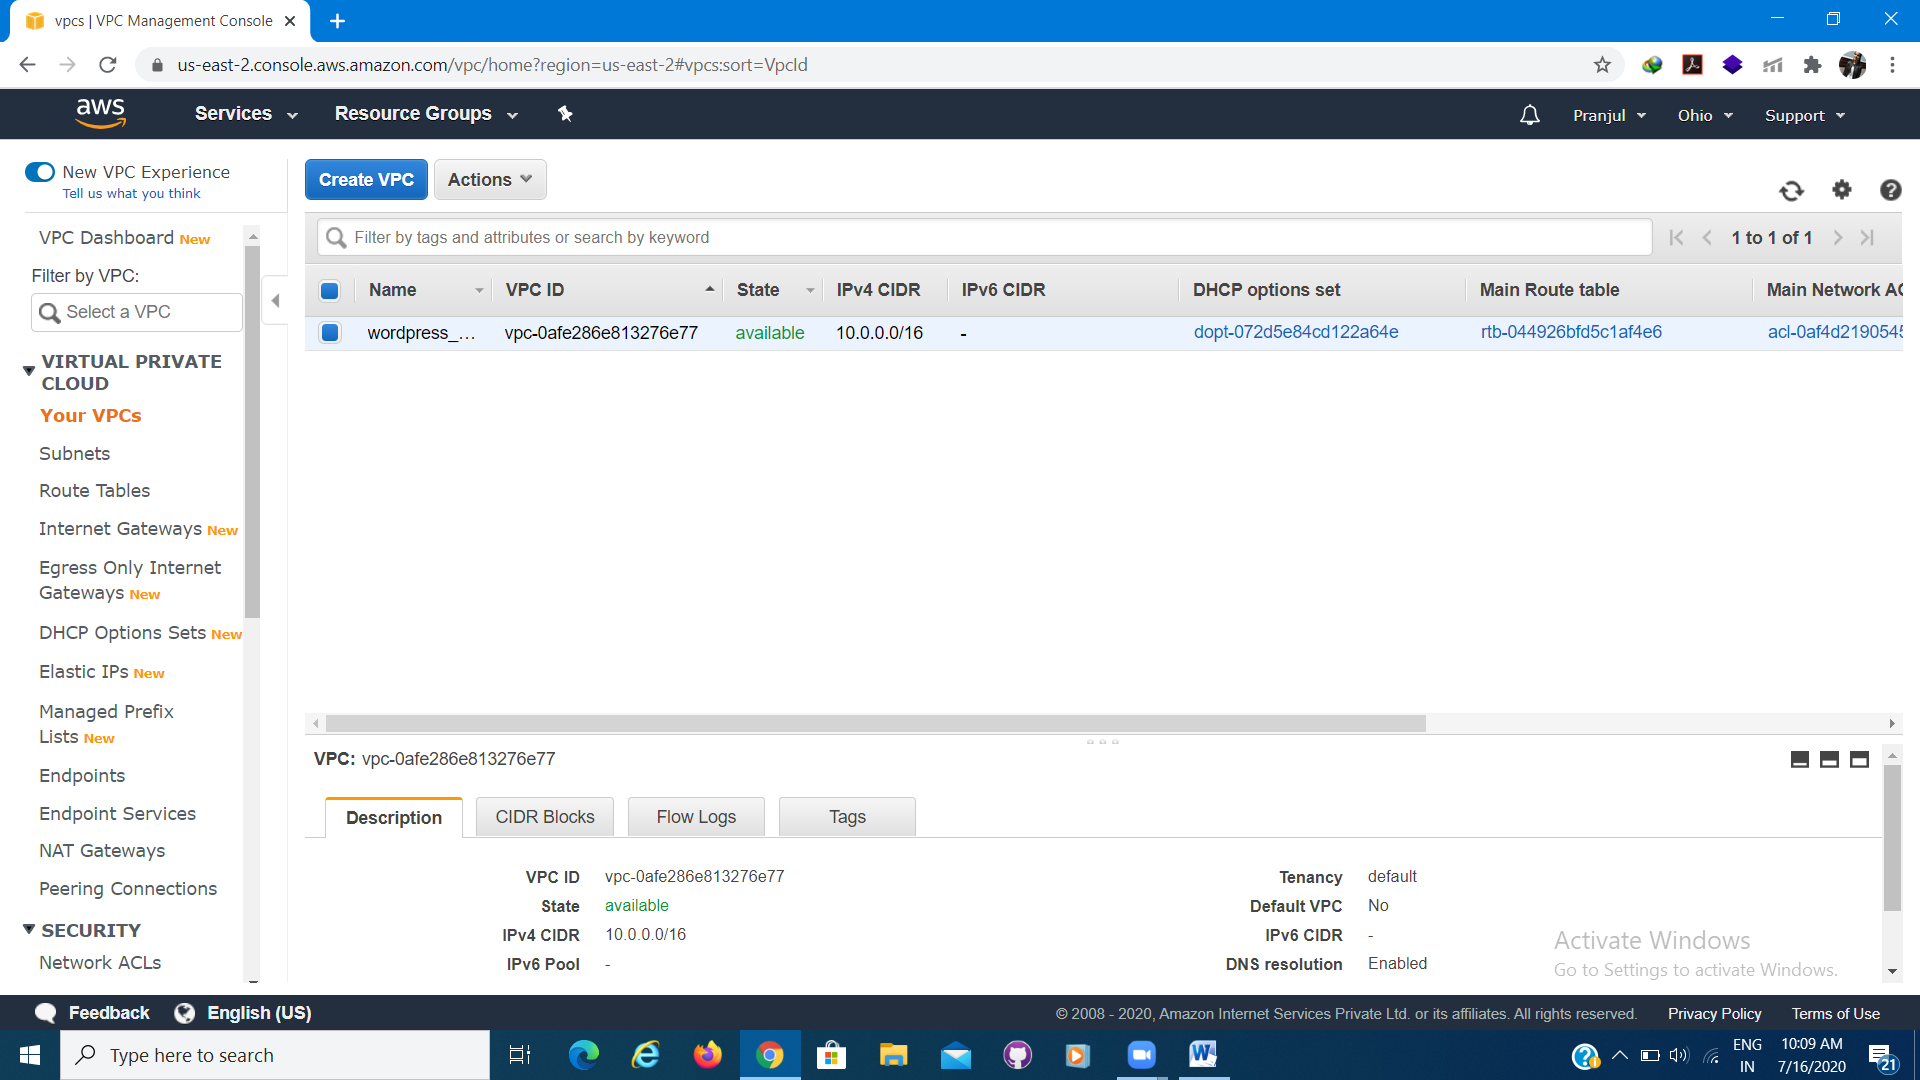 vpcs | VPC Management Console
us-east-2.console.aws.amazon.com/vpc/home?region=us-east-2#vpcs:sort=VpcId
aws Services Resource Groups Pranjul Ohio Support
New VPC Experience
Tell us what you think
Create VPC Actions
VPC Dashboard New
Filter by VPC:
Select a VPC
VIRTUAL PRIVATE
CLOUD
Your VPCs
Subnets
Route Tables
Internet Gateways New
Egress Only Internet
Gateways New
DHCP Options Sets New
Elastic IPs New
Managed Prefix
Lists New
Endpoints
Endpoint Services
NAT Gateways
Peering Connections
SECURITY
Network ACLs
Filter by tags and attributes or search by keyword 1 to 1 of 1
Name VPC ID State IPv4 CIDR IPv6 CIDR DHCP options set Main Route table Main Network AC
wordpress_... vpc-0afe286e813276e77 available 10.0.0.0/16 - dopt-072d5e84cd122a64e rtb-044926bfd5c1af4e6 acl-0af4d2190545
VPC: vpc-0afe286e813276e77
Description CIDR Blocks Flow Logs Tags
VPC ID vpc-0afe286e813276e77 Tenancy default
State available Default VPC No
IPv4 CIDR 10.0.0.0/16 IPv6 CIDR -
IPv6 Pool - DNS resolution Enabled
Activate Windows
Go to Settings to activate Windows.
Feedback English (US) © 2008 - 2020, Amazon Internet Services Private Ltd. or its affiliates. All rights reserved. Privacy Policy Terms of Use
Type here to search
ENG
IN
10:09 AM
7/16/2020
21